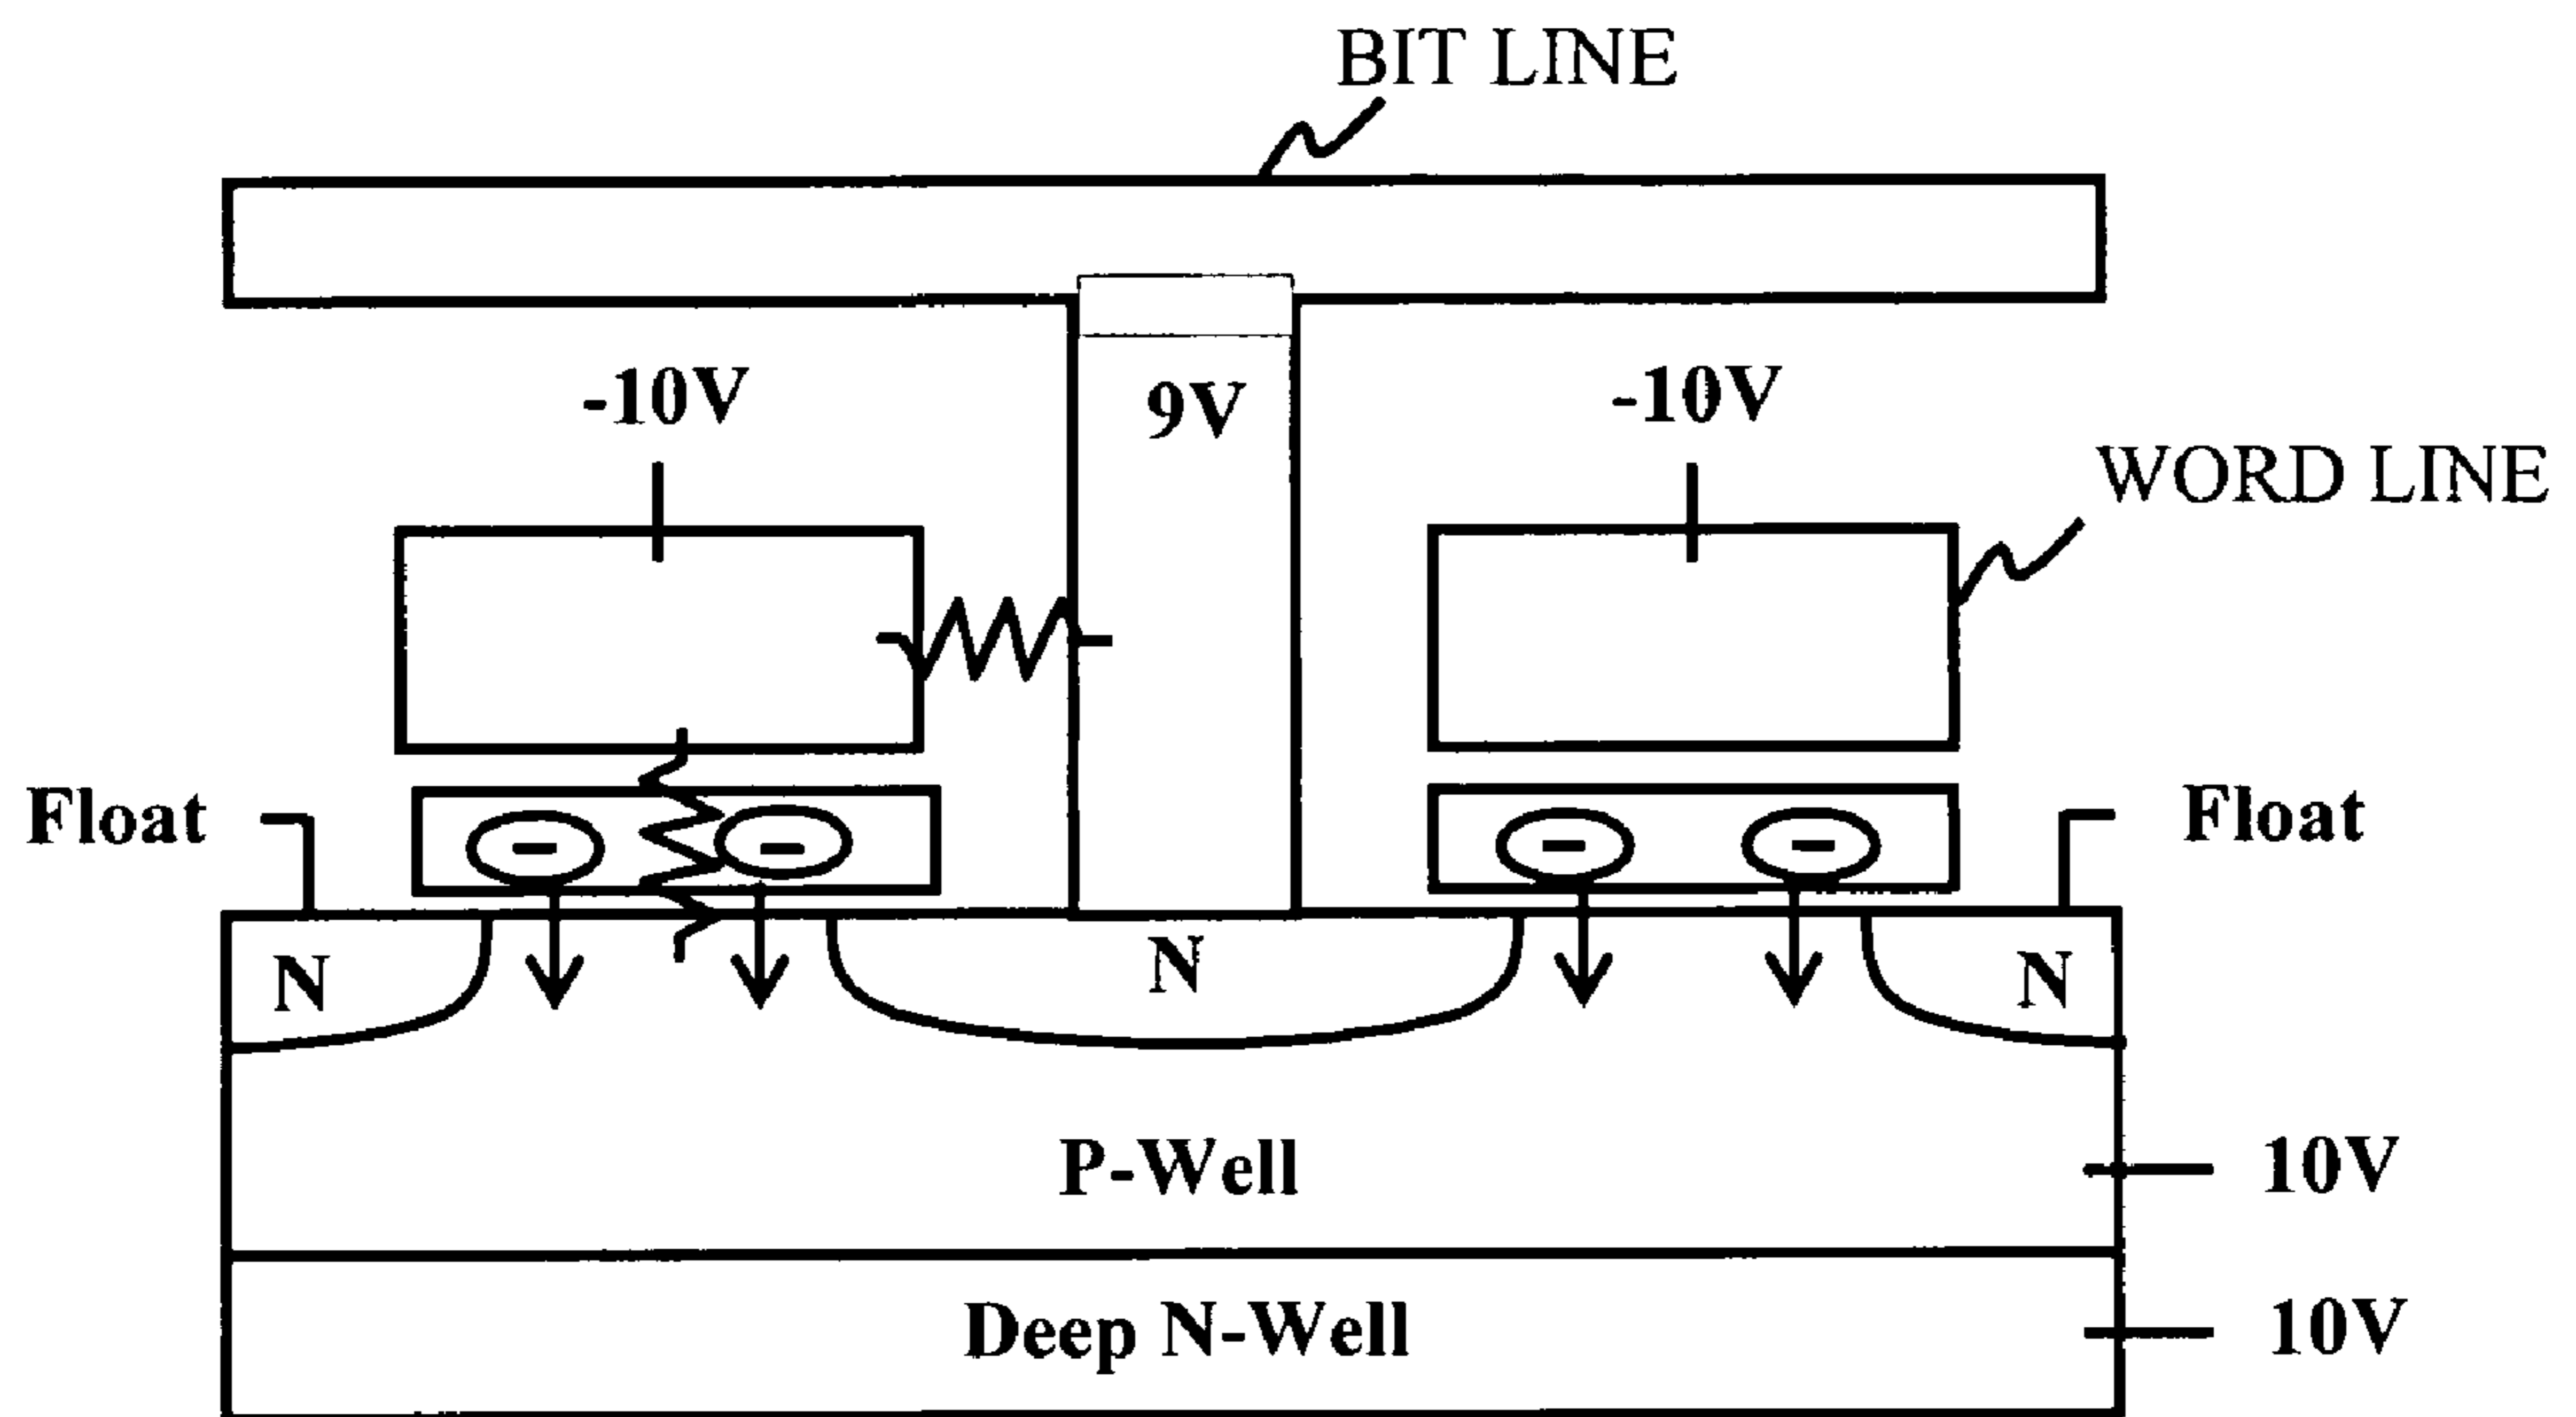 BIT LINE
-10V
9V
-10V
WORD LINE
Float
Float
N
N
N
P-Well
10V
Deep N-Well
10V